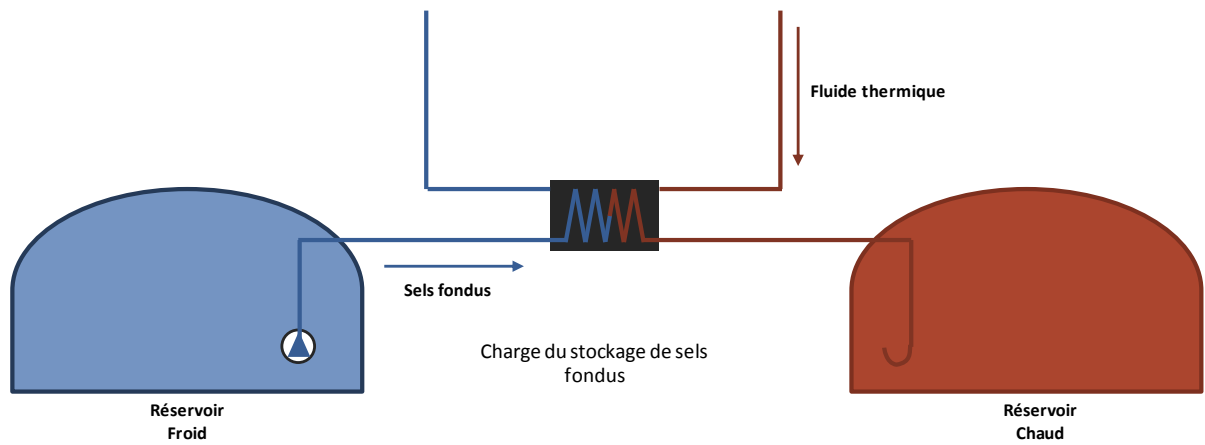 Fluide thermique
Sels fondus
Charge du stockage de sels
fondus
Réservoir
Froid
Réservoir
Chaud